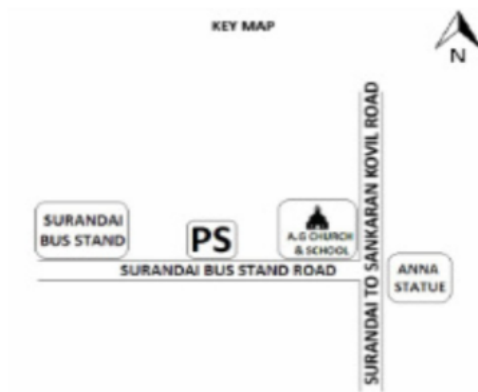 KEY MAP
N
SURANDAI TO SANKARAN KOVIL ROAD
SURANDAI
BUS STAND
PS
A.G CHURCH
& SCHOOL
SURANDAI BUS STAND ROAD
ANNA
STATUE